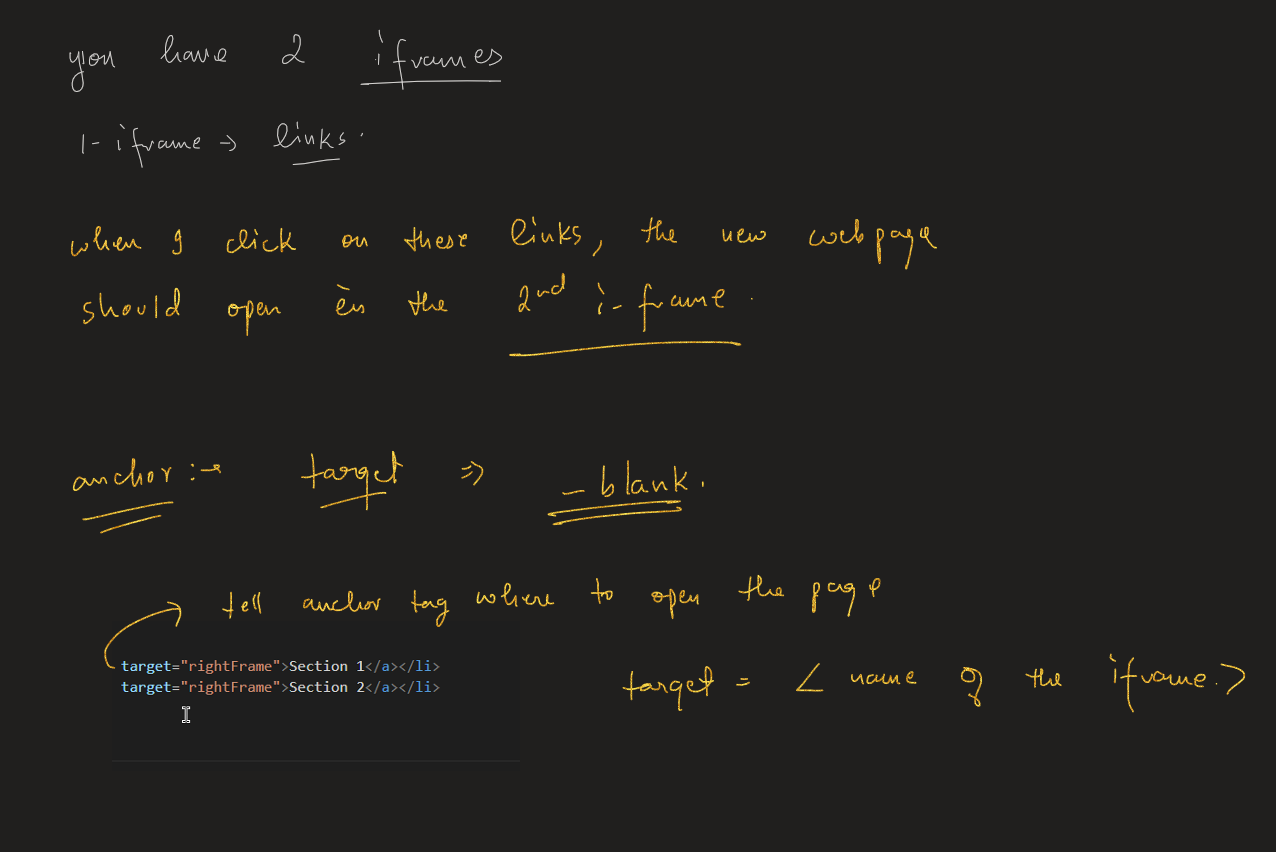 you have 2 iframes
1- iframe → links.
when I click on these links, the new webpage
should open in the 2nd i-frame.
anchor :→ target ⇒ _blank.
tell anchor tag where to open the page
target="rightFrame">Section 1</a></li>
target="rightFrame">Section 2</a></li>
target = < name of the iframe.>